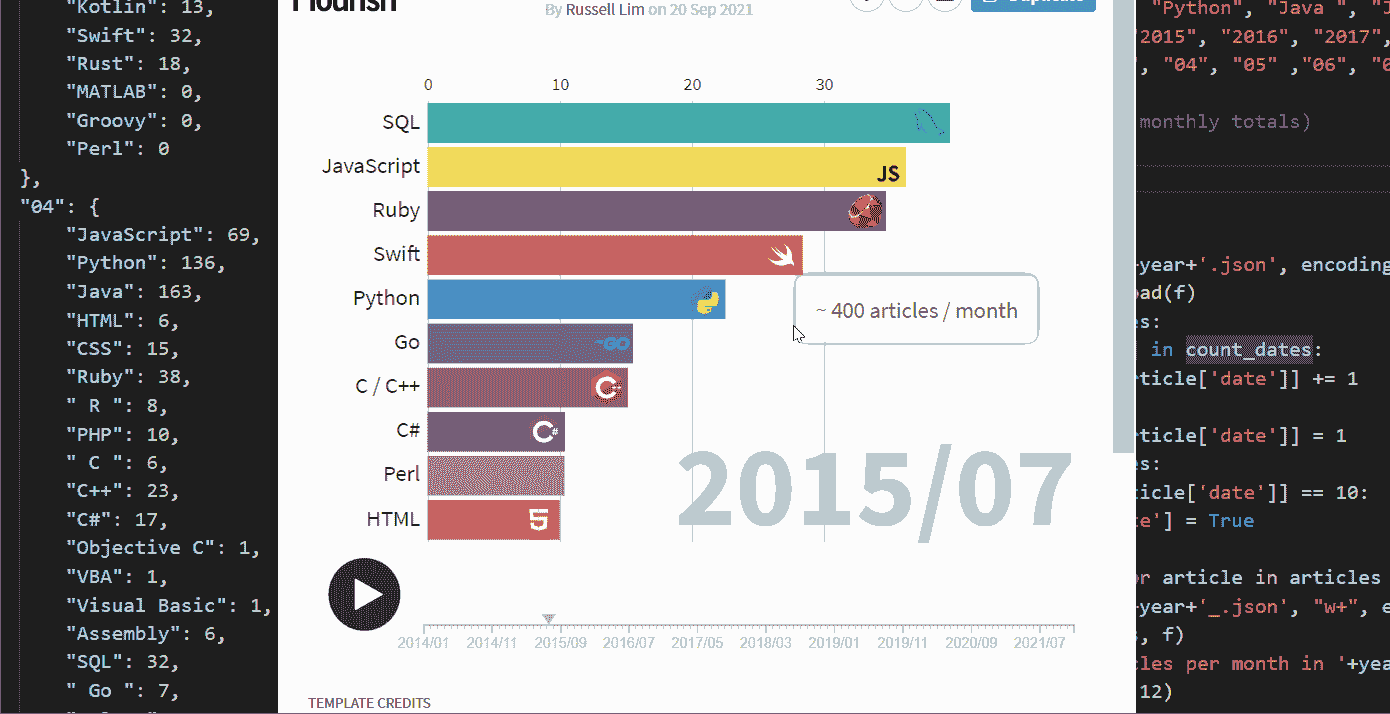 "Kotlin": 13,
"Swift": 32,
"Rust": 18,
"MATLAB": 0,
"Groovy": 0,
"Perl": 0
},
"04": {
"JavaScript": 69,
"Python": 136,
"Java": 163,
"HTML": 6,
"CSS": 15,
"Ruby": 38,
" R ": 8,
"PHP": 10,
" C ": 6,
"C++": 23,
"C#": 17,
"Objective C": 1,
"VBA": 1,
"Visual Basic": 1,
"Assembly": 6,
"SQL": 32,
" Go ": 7,
Flourish
By Russell Lim on 20 Sep 2021
Duplicate
0 10 20 30
SQL
JavaScript JS
Ruby
Swift
Python
Go GO
C / C++ C
C# C#
Perl
HTML 5
~ 400 articles / month
2015/07
2014/01 2014/11 2015/09 2016/07 2017/05 2018/03 2019/01 2019/11 2020/09 2021/07
TEMPLATE CREDITS
"Python", "Java ", "J
2015", "2016", "2017",
, "04", "05" ,"06", "0
monthly totals)
year+'.json', encoding
ad(f)
es:
in count_dates:
rticle['date']] += 1
rticle['date']] = 1
es:
icle['date']] == 10:
te'] = True
or article in articles
year+'_.json', "w+", e
, f)
cles per month in '+yea
12)